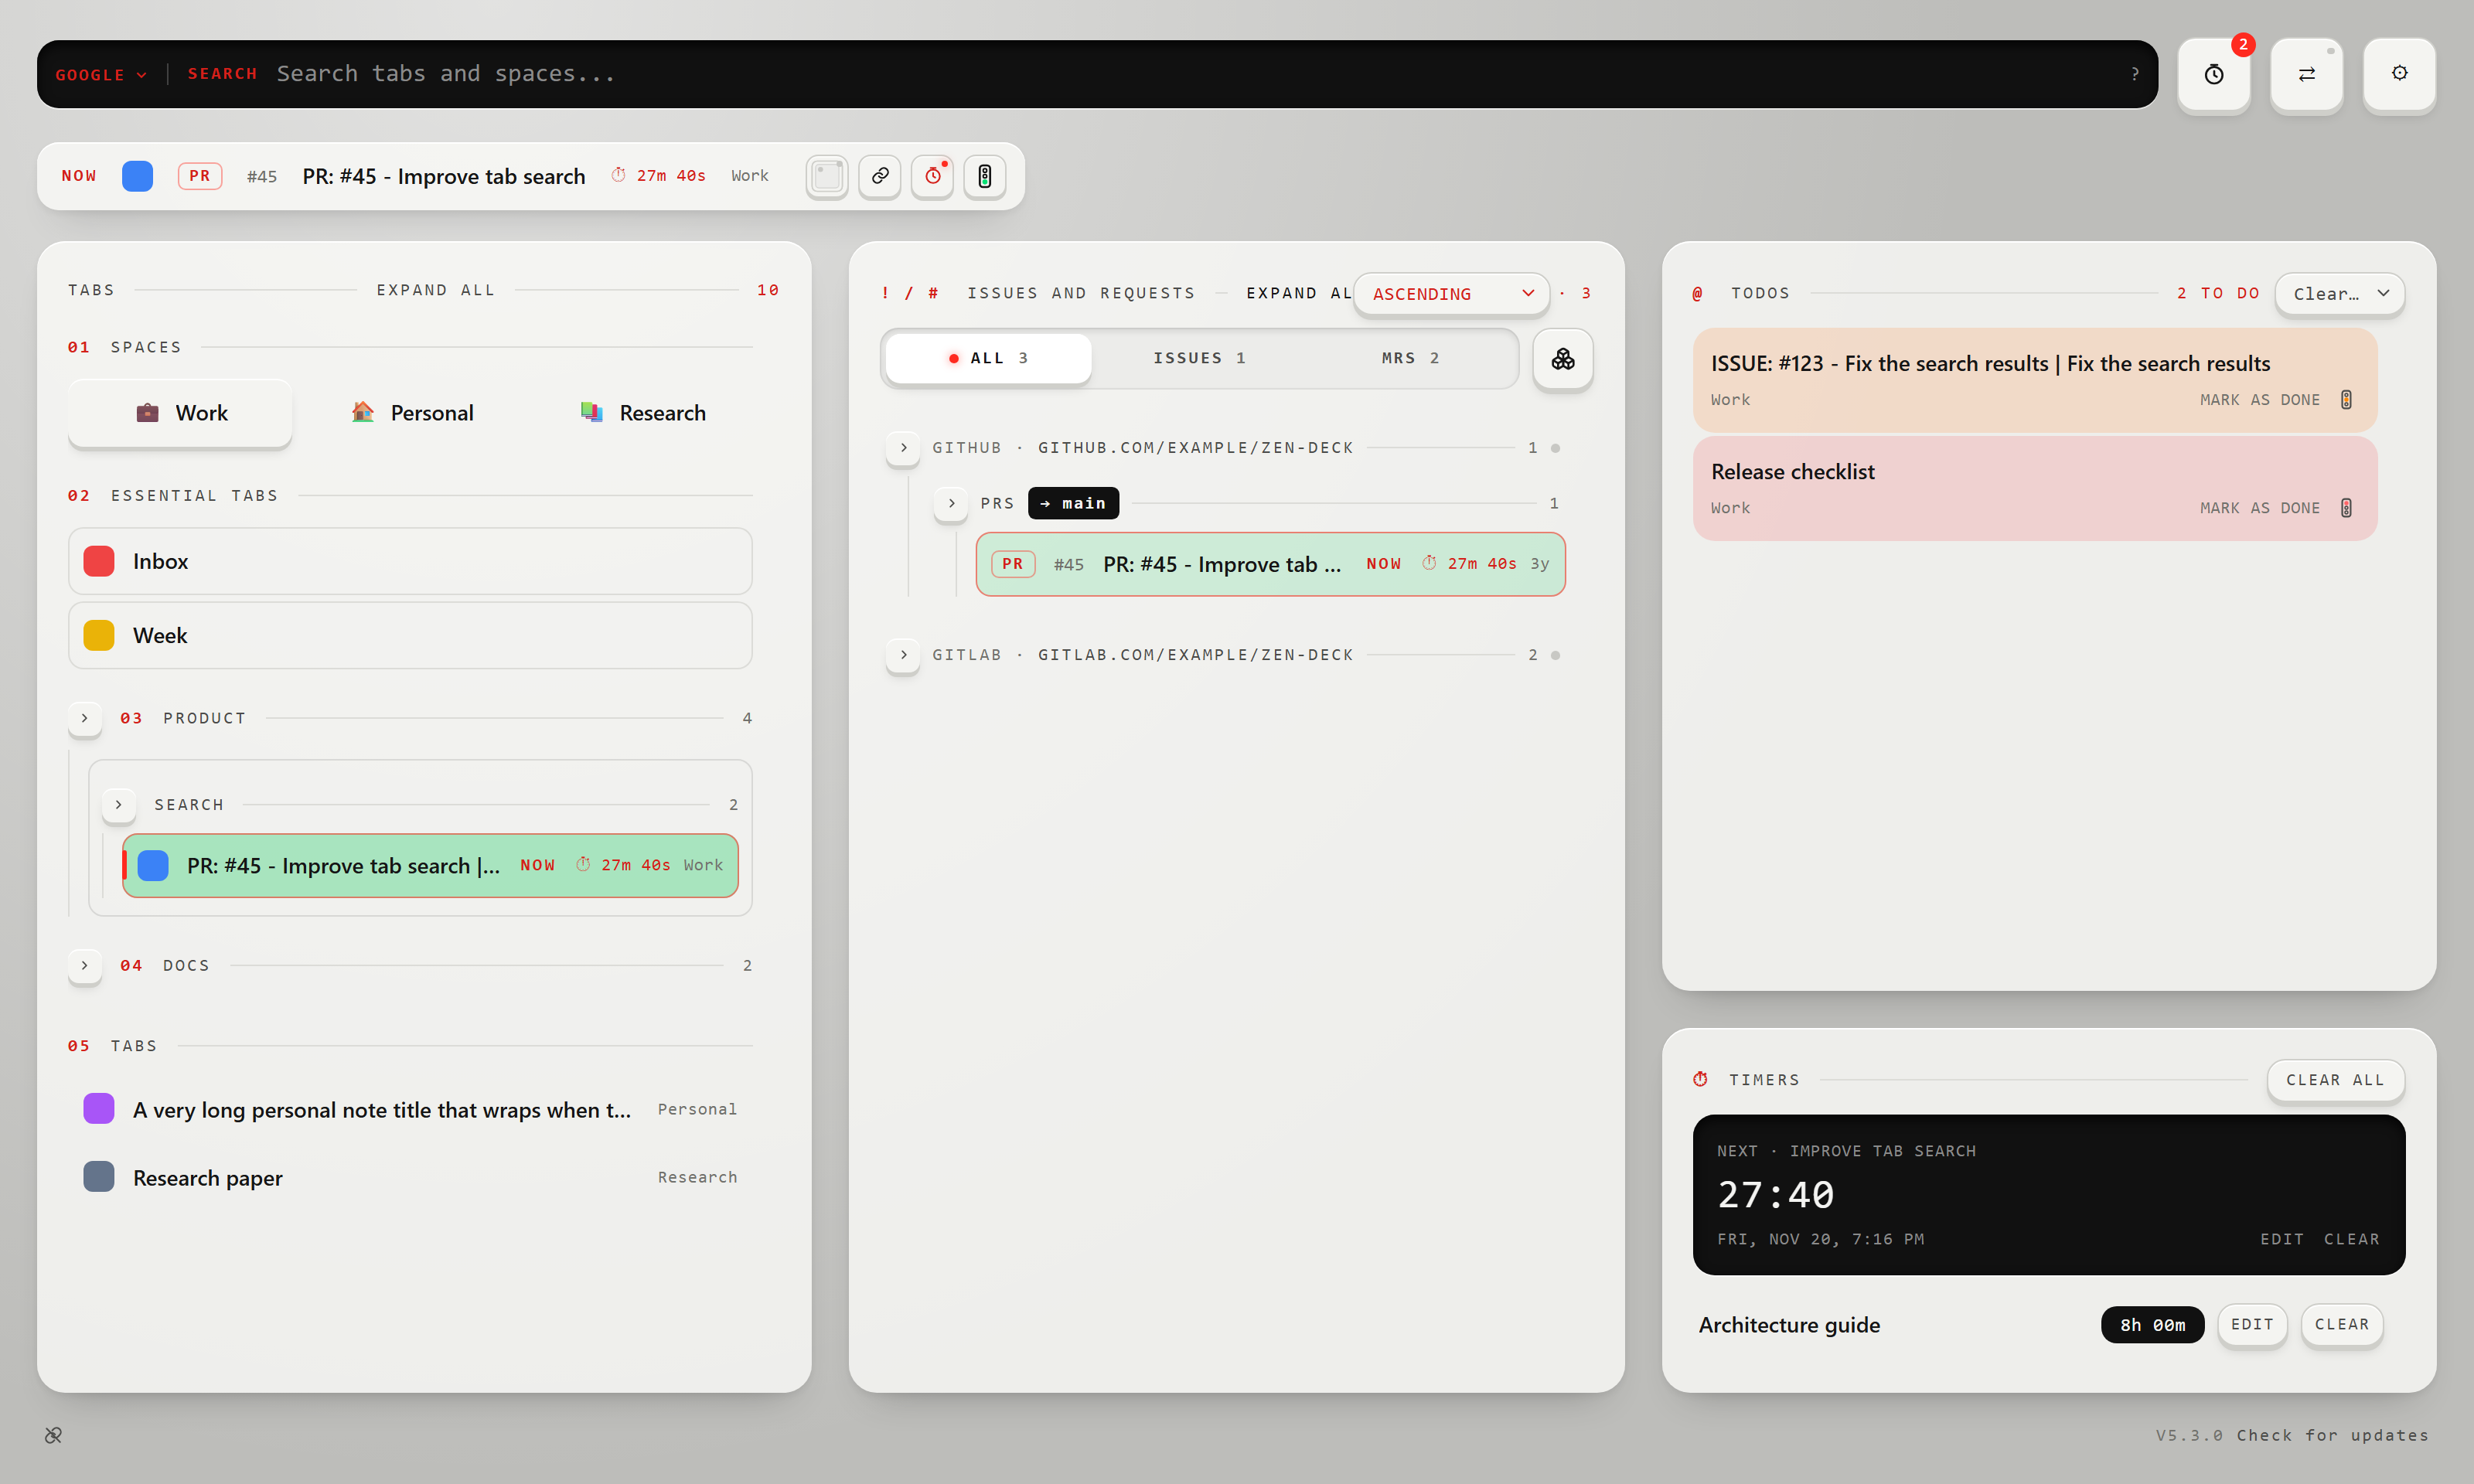 GOOGLE SEARCH Search tabs and spaces... ?
2
NOW PR #45 PR: #45 - Improve tab search 27m 40s Work
TABS EXPAND ALL 10
01 SPACES
Work Personal Research
02 ESSENTIAL TABS
Inbox
Week
03 PRODUCT 4
SEARCH 2
PR: #45 - Improve tab search |... NOW 27m 40s Work
04 DOCS 2
05 TABS
A very long personal note title that wraps when t... Personal
Research paper Research
! / # ISSUES AND REQUESTS EXPAND AL ASCENDING · 3
ALL 3 ISSUES 1 MRS 2
GITHUB · GITHUB.COM/EXAMPLE/ZEN-DECK 1
PRS → main 1
PR #45 PR: #45 - Improve tab ... NOW 27m 40s 3y
GITLAB · GITLAB.COM/EXAMPLE/ZEN-DECK 2
@ TODOS 2 TO DO Clear...
ISSUE: #123 - Fix the search results | Fix the search results
Work MARK AS DONE
Release checklist
Work MARK AS DONE
TIMERS CLEAR ALL
NEXT · IMPROVE TAB SEARCH
27:40
FRI, NOV 20, 7:16 PM EDIT CLEAR
Architecture guide 8h 00m EDIT CLEAR
V5.3.0 Check for updates